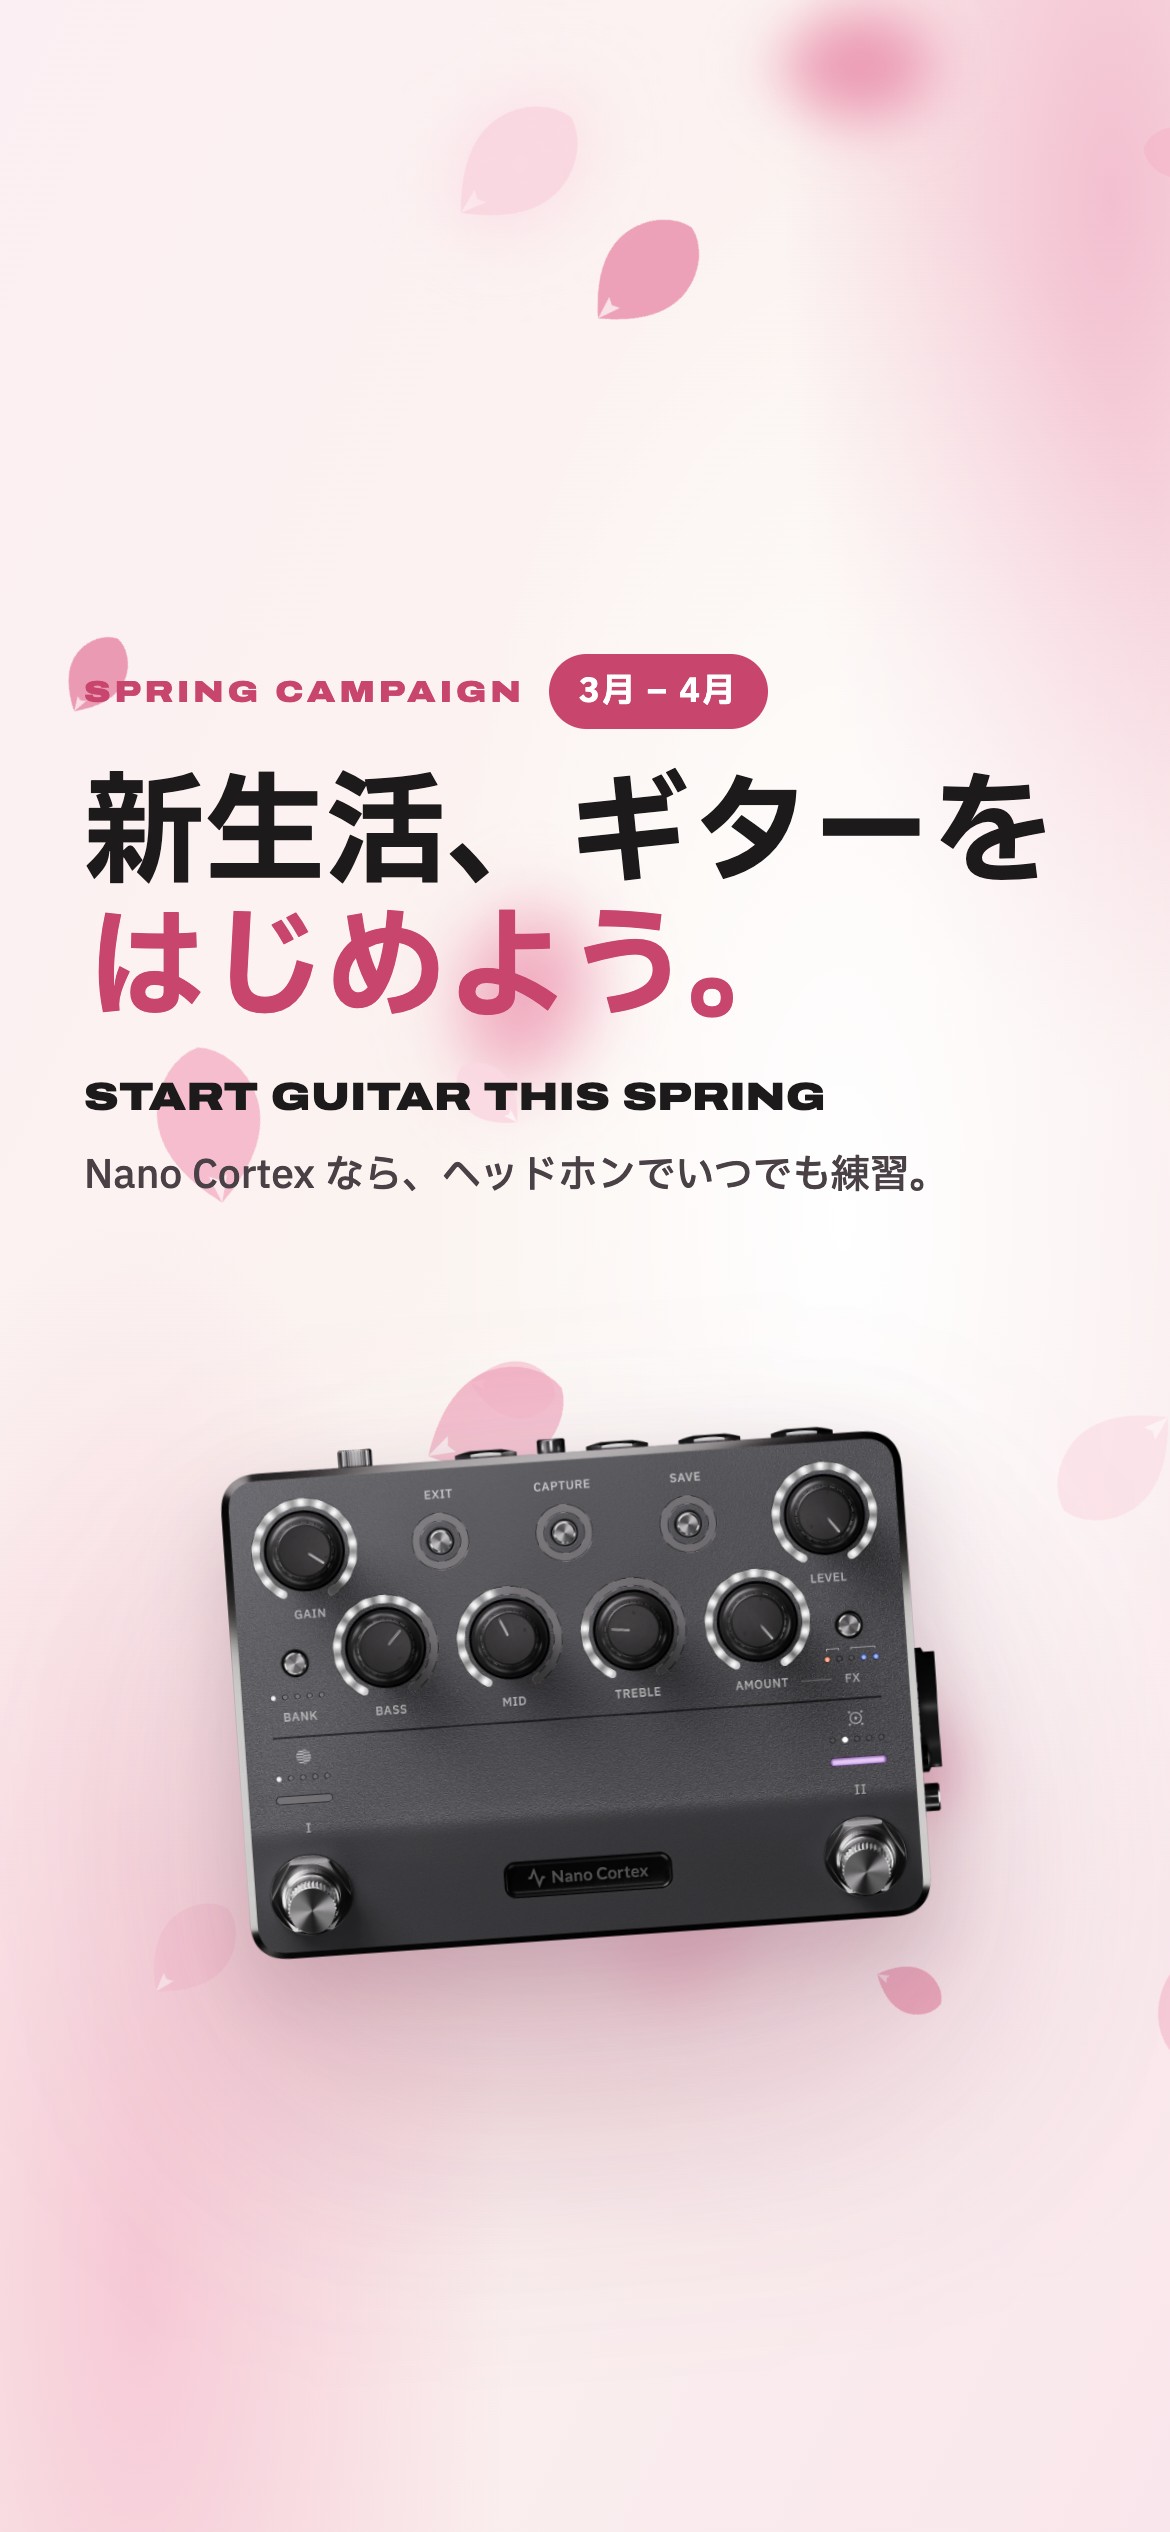 SPRING CAMPAIGN 3月 – 4月
新生活、ギターを
はじめよう。
START GUITAR THIS SPRING
Nano Cortex なら、ヘッドホンでいつでも練習。
EXIT CAPTURE SAVE
GAIN LEVEL
BASS MID TREBLE AMOUNT FX
BANK
I II
Nano Cortex